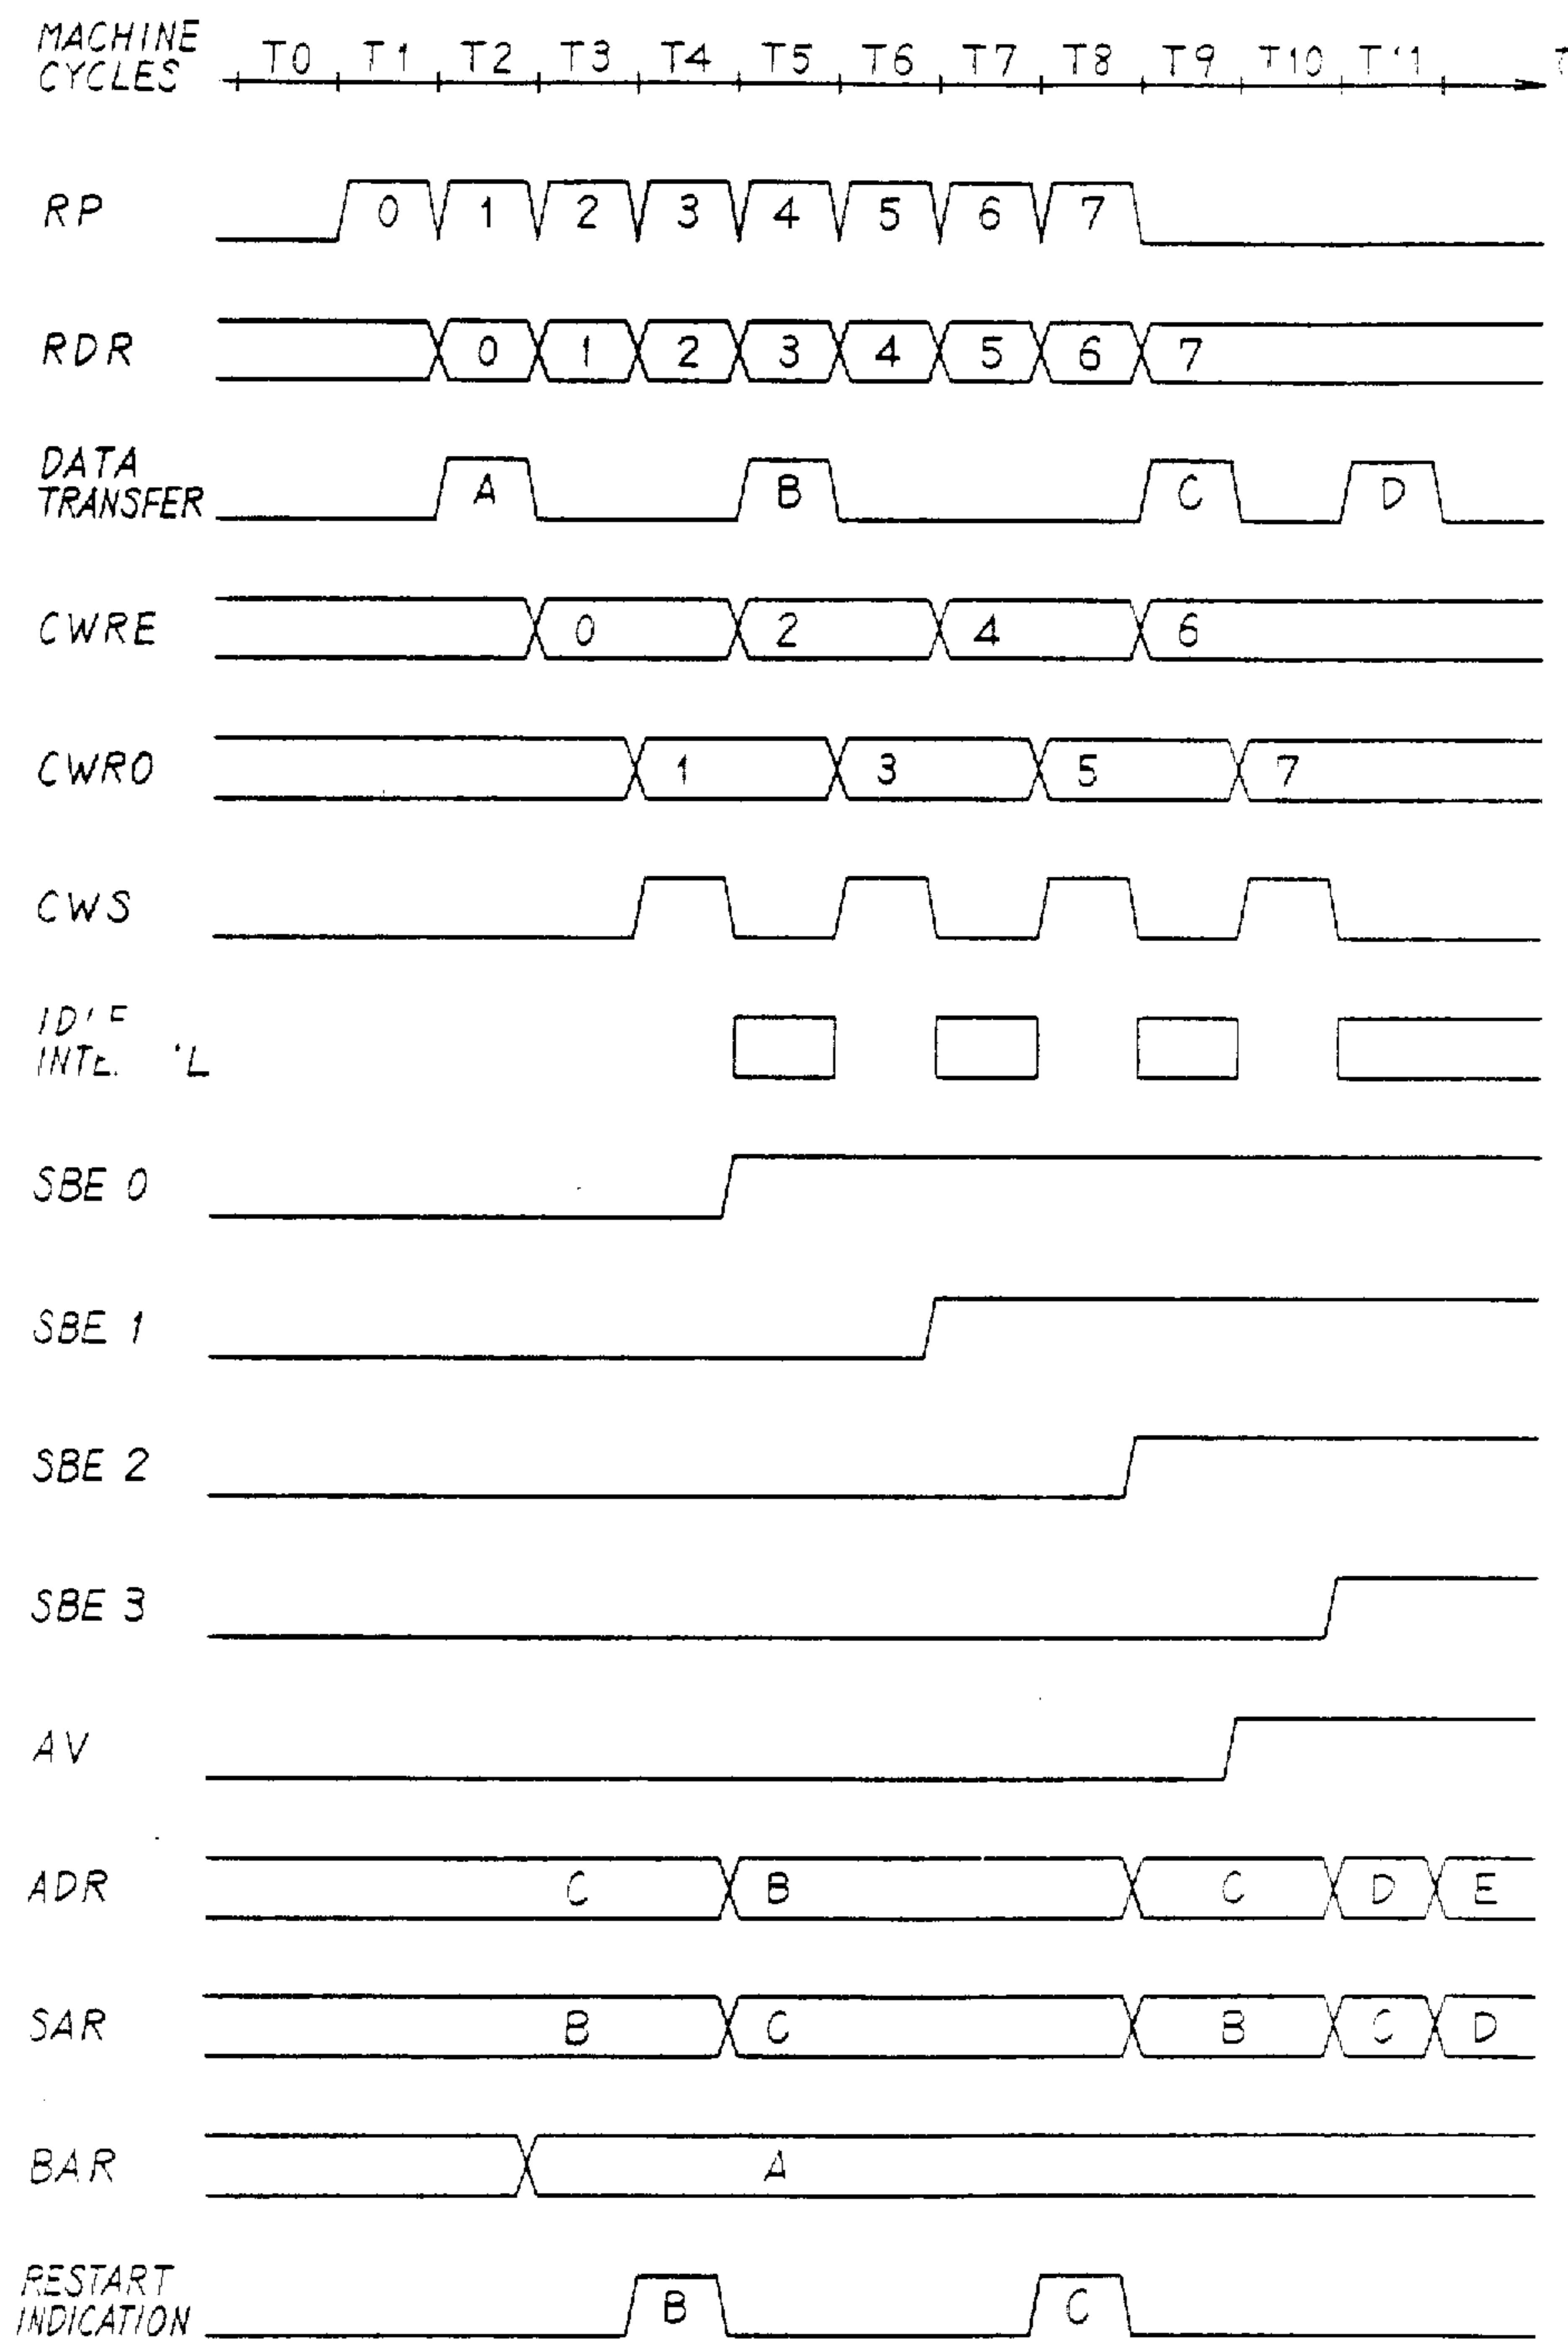 MACHINE
CYCLES
T0 T1 T2 T3 T4 T5 T6 T7 T8 T9 T10
RP
0 1 2 3 4 5 6 7
RDR
0 1 2 3 4 5 6 7
DATA
TRANSFER
A B C D
CWRE
0 2 4 6
CWRO
1 3 5 7
CWS
SBE 0
SBE 1
SBE 2
SBE 3
AV
ADR
C B C D E
SAR
B C B C D
BAR
A
RESTART
INDICATION
B C